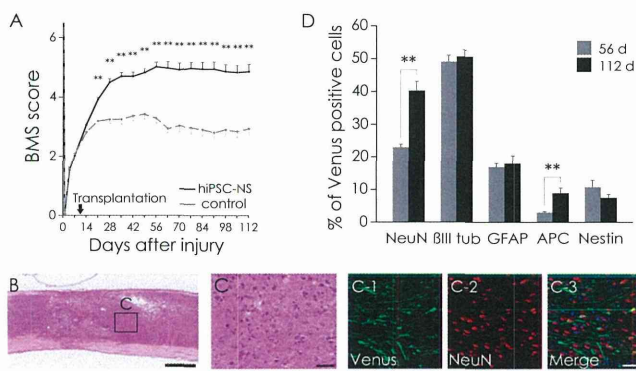 A
BMS score
6
4
2
0
** ** ** ** ** ** ** ** ** ** ** ** **
Transplantation
hiPSC-NS
control
0 14 28 42 56 70 84 98 112
Days after injury
D
% of Venus positive cells
60
50
40
30
20
10
0
56 d
112 d
**
**
NeuN βIII tub GFAP APC Nestin
B
C
C
C-1
Venus
C-2
NeuN
C-3
Merge